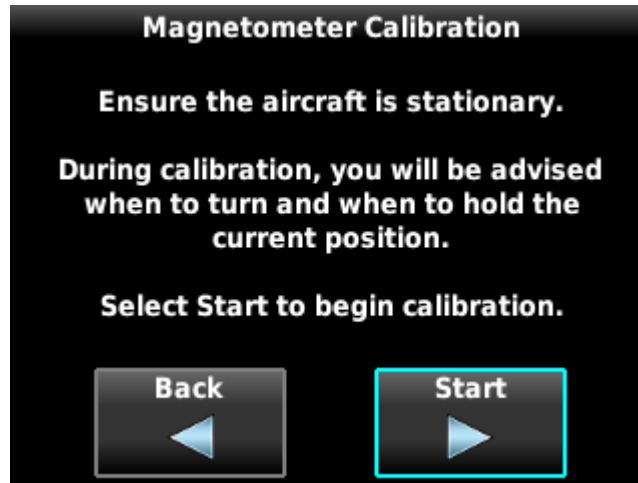 Magnetometer Calibration
Ensure the aircraft is stationary.
During calibration, you will be advised
when to turn and when to hold the
current position.
Select Start to begin calibration.
Back
Start